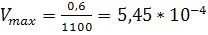 V_max = 0,6/1100 = 5,45 * 10^-4